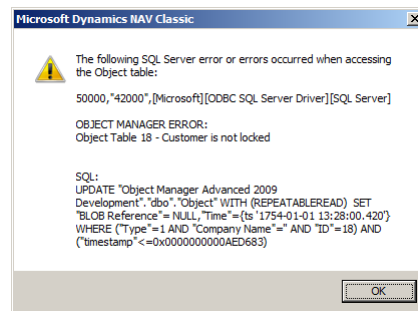 Microsoft Dynamics NAV Classic
The following SQL Server error or errors occurred when accessing
the Object table:
50000,"42000",[Microsoft][ODBC SQL Server Driver][SQL Server]
OBJECT MANAGER ERROR:
Object Table 18 - Customer is not locked
SQL:
UPDATE "Object Manager Advanced 2009
Development"."dbo"."Object" WITH (REPEATABLEREAD) SET
"BLOB Reference"= NULL,"Time"={ts '1754-01-01 13:28:00.420'}
WHERE ("Type"=1 AND "Company Name"='' AND "ID"=18) AND
("timestamp"<=0x0000000000AED683)
OK